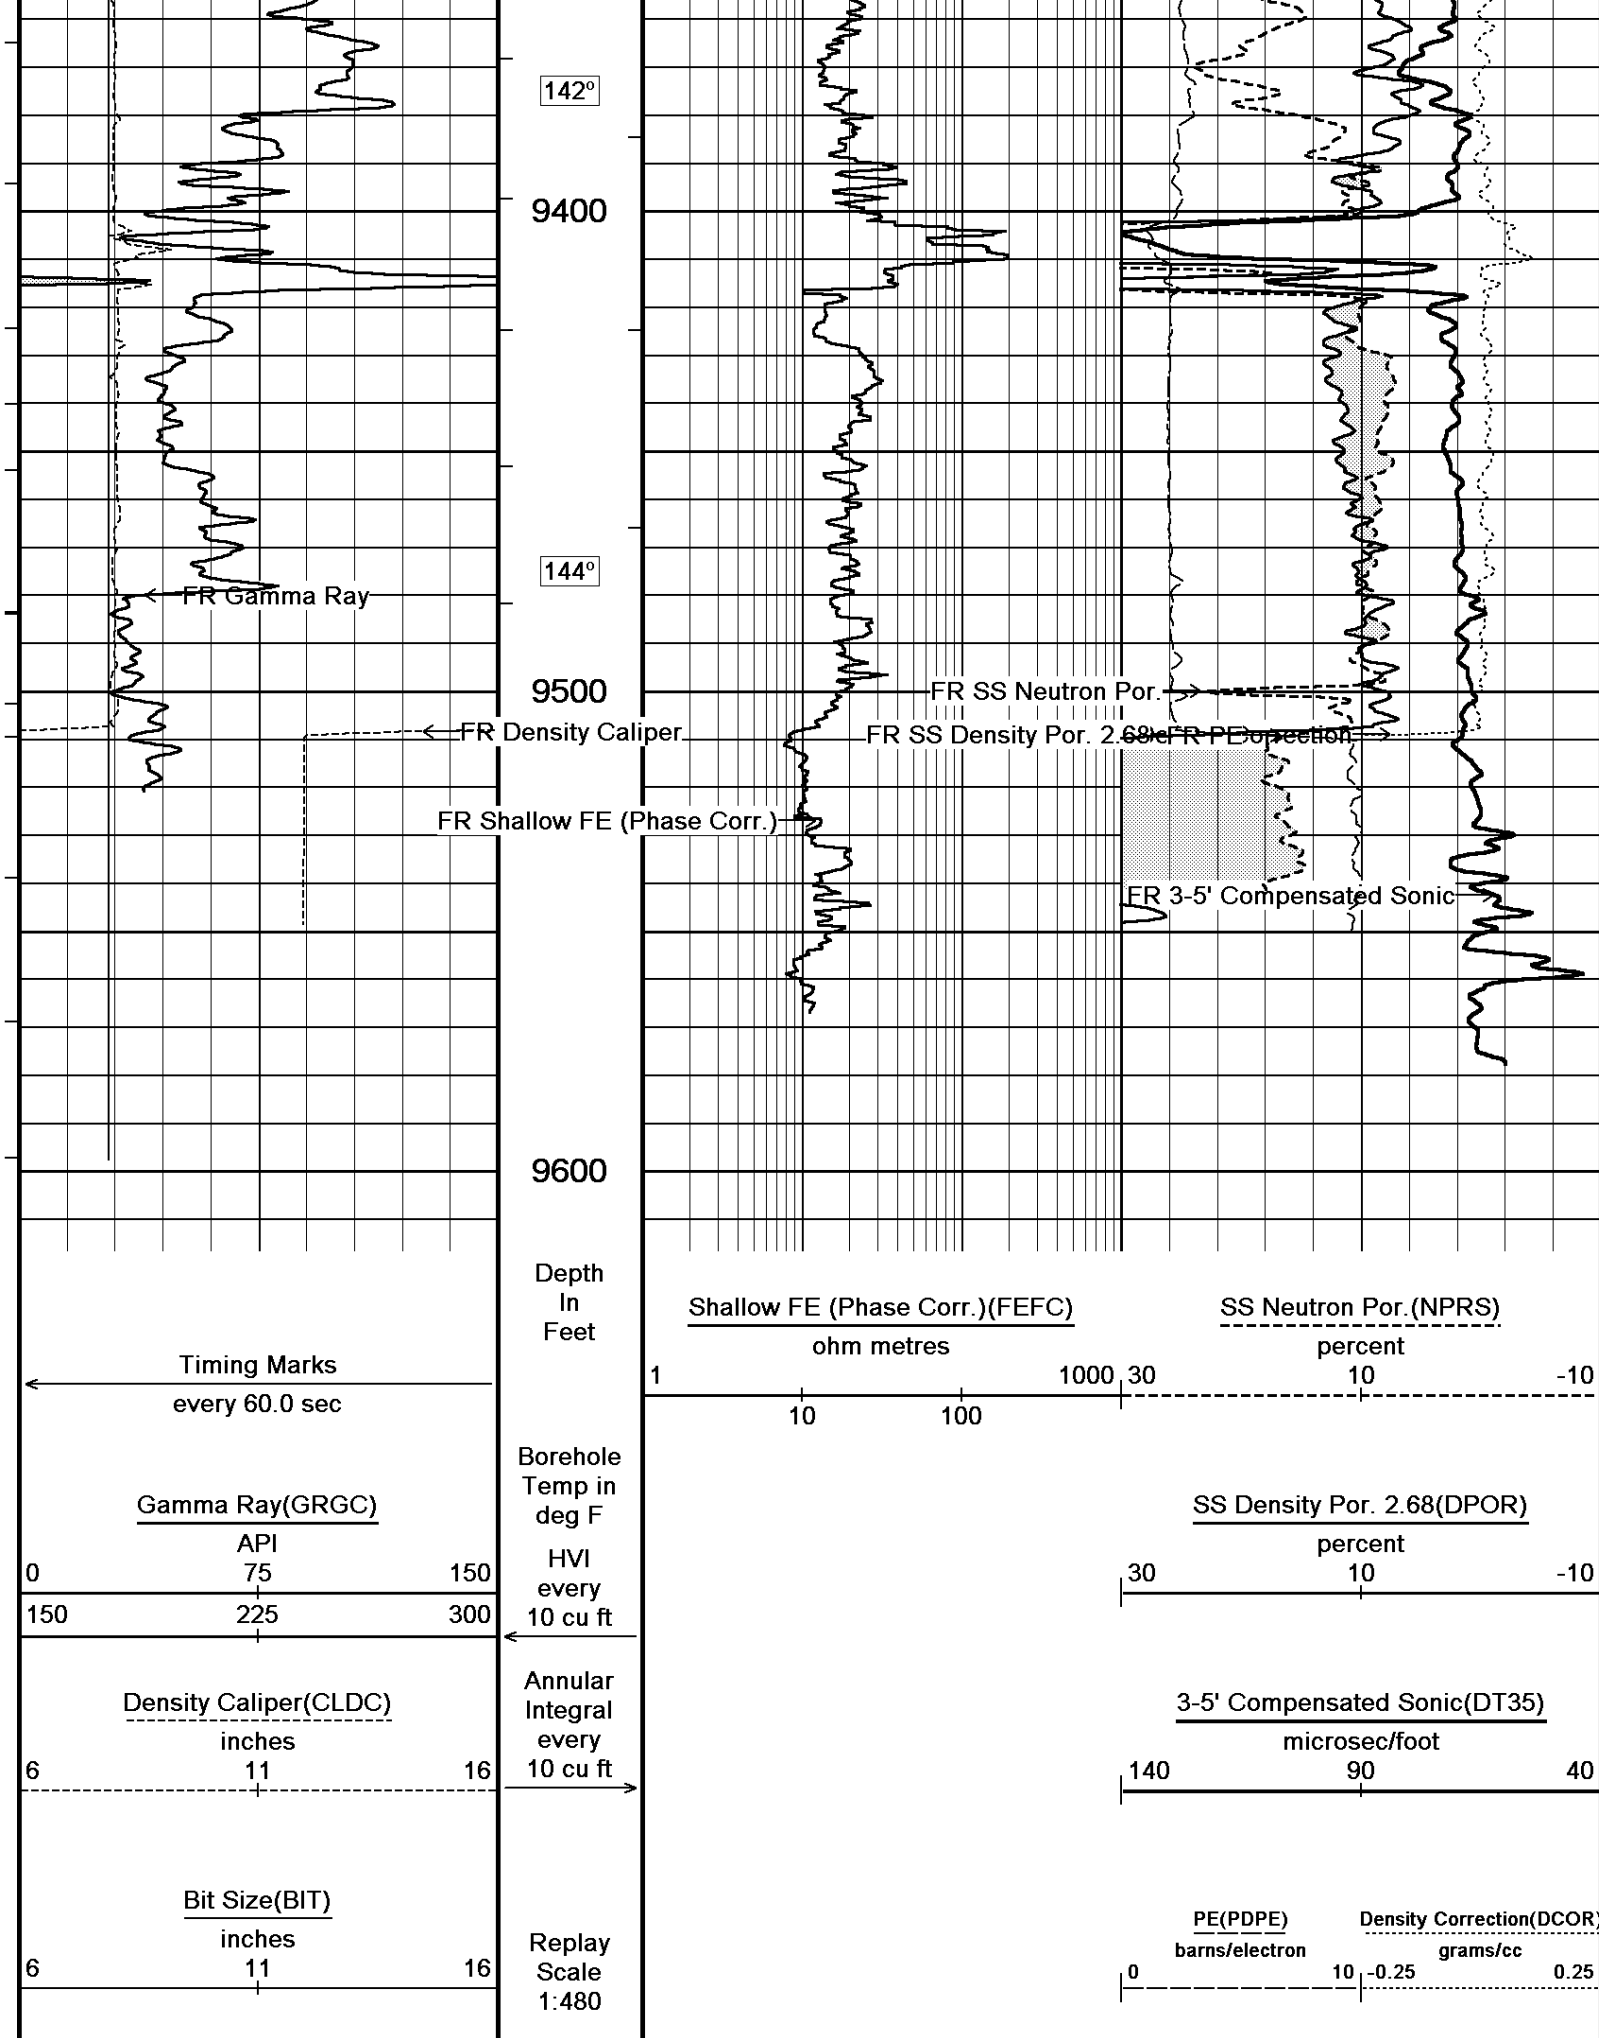 142º
9400
144º
FR Gamma Ray
9500
FR SS Neutron Por.
FR Density Caliper
FR SS Density Por. 2.68
FR PE
orrection
FR Shallow FE (Phase Corr.)
FR 3-5' Compensated Sonic
9600
Depth
In
Feet
Shallow FE (Phase Corr.)(FEFC)
ohm metres
1 1000
10 100
SS Neutron Por.(NPRS)
percent
30 10 -10
Timing Marks
every 60.0 sec
Borehole
Temp in
deg F
Gamma Ray(GRGC)
API
0 75 150
150 225 300
HVI
every
10 cu ft
SS Density Por. 2.68(DPOR)
percent
30 10 -10
Density Caliper(CLDC)
inches
6 11 16
Annular
Integral
every
10 cu ft
3-5' Compensated Sonic(DT35)
microsec/foot
140 90 40
Bit Size(BIT)
inches
6 11 16
Replay
Scale
1:480
PE(PDPE)
barns/electron
0 10
Density Correction(DCOR)
grams/cc
-0.25 0.25